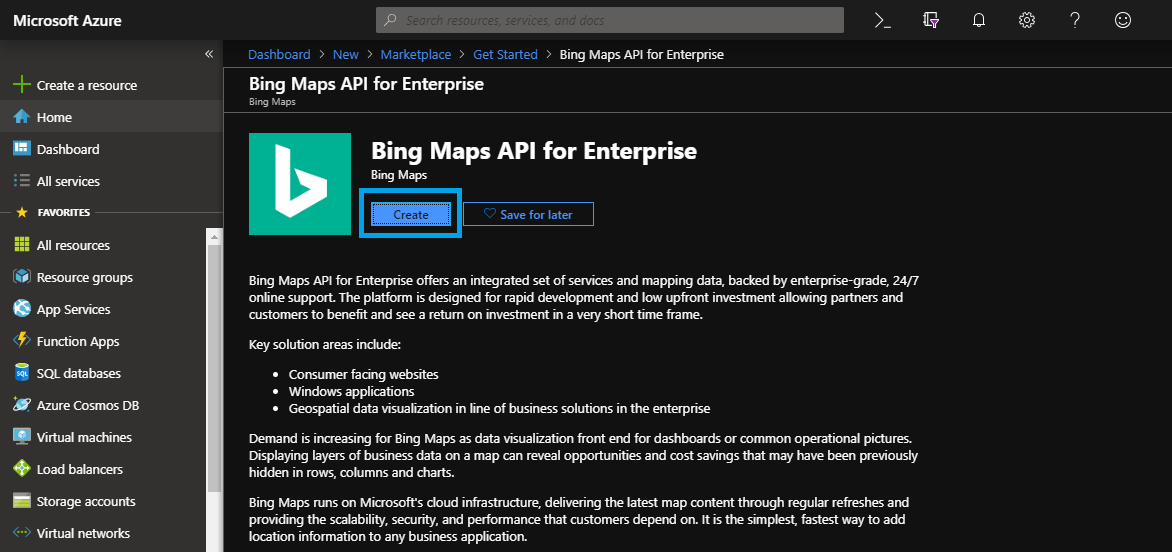 Microsoft Azure
Search resources, services, and docs
Dashboard > New > Marketplace > Get Started > Bing Maps API for Enterprise
Create a resource
Home
Dashboard
All services
FAVORITES
All resources
Resource groups
App Services
Function Apps
SQL databases
Azure Cosmos DB
Virtual machines
Load balancers
Storage accounts
Virtual networks
Bing Maps API for Enterprise
Bing Maps
Bing Maps API for Enterprise
Bing Maps
Create
Save for later
Bing Maps API for Enterprise offers an integrated set of services and mapping data, backed by enterprise-grade, 24/7
online support. The platform is designed for rapid development and low upfront investment allowing partners and
customers to benefit and see a return on investment in a very short time frame.
Key solution areas include:
• Consumer facing websites
• Windows applications
• Geospatial data visualization in line of business solutions in the enterprise
Demand is increasing for Bing Maps as data visualization front end for dashboards or common operational pictures.
Displaying layers of business data on a map can reveal opportunities and cost savings that may have been previously
hidden in rows, columns and charts.
Bing Maps runs on Microsoft's cloud infrastructure, delivering the latest map content through regular refreshes and
providing the scalability, security, and performance that customers depend on. It is the simplest, fastest way to add
location information to any business application.